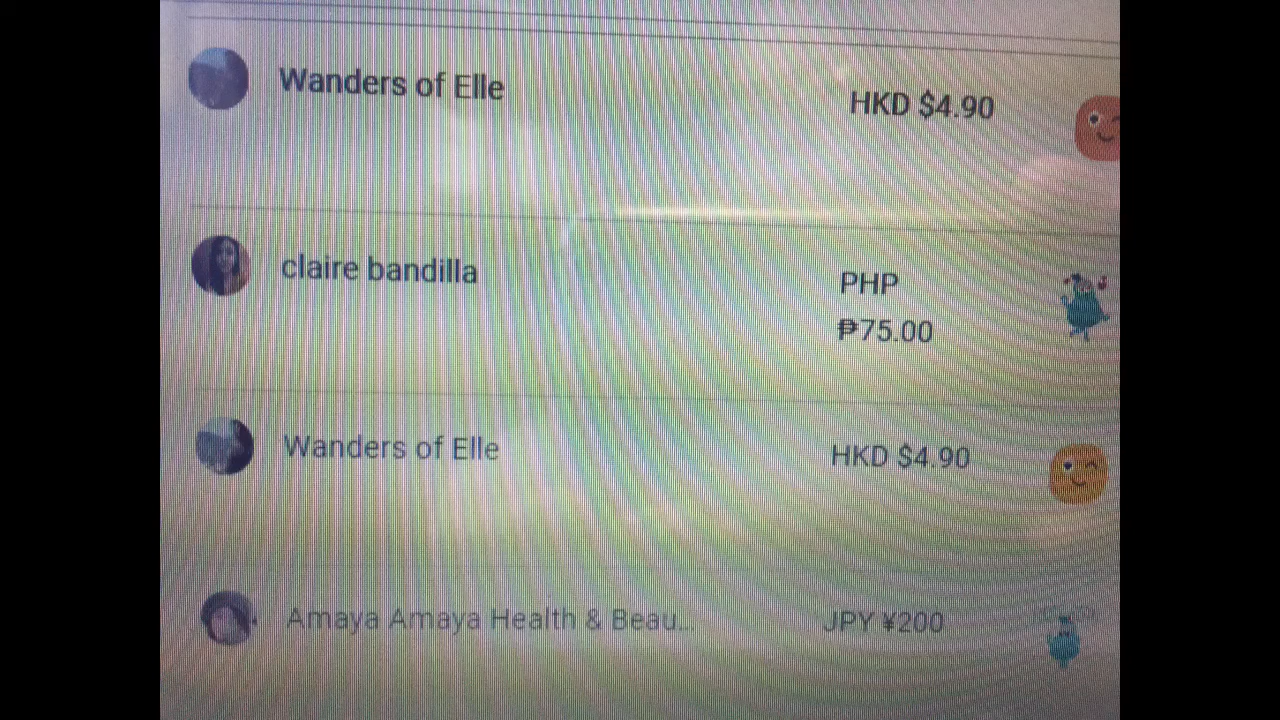 Wanders of Elle
HKD $4.90
claire bandilla
PHP
₱75.00
Wanders of Elle
HKD $4.90
Amaya Amaya Health & Beau...
JPY ¥200